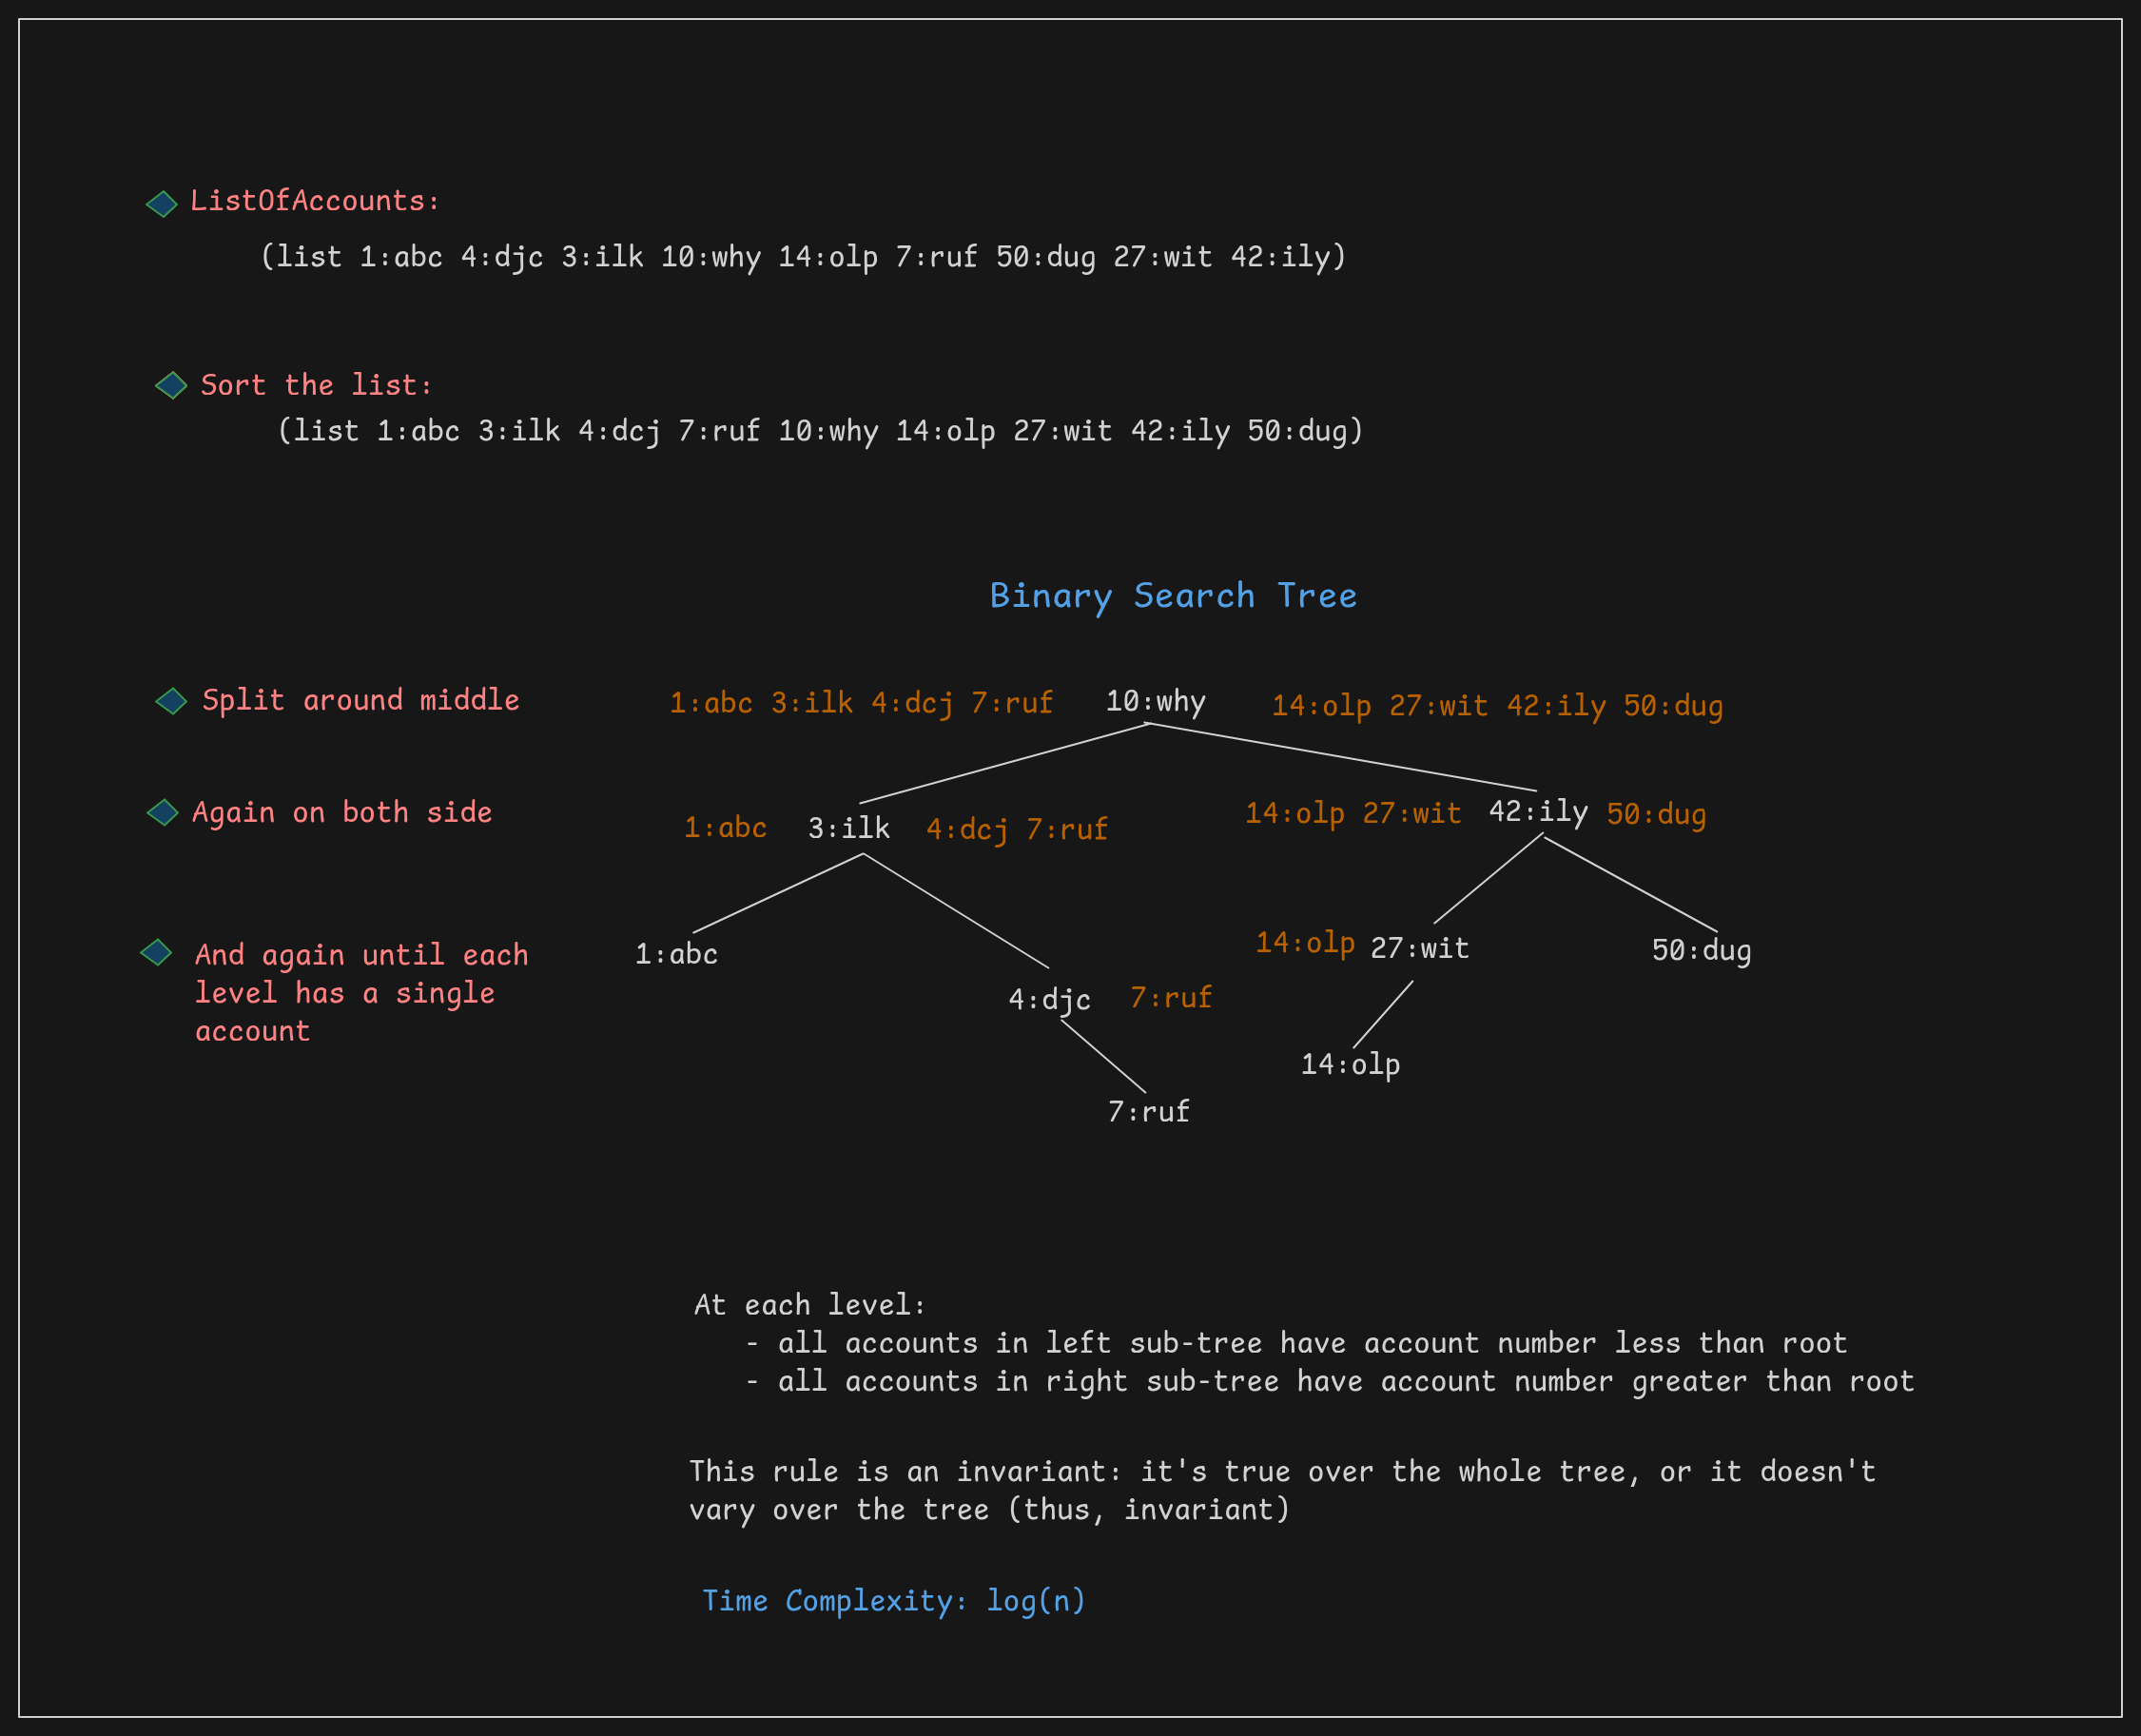 ListOfAccounts:
(list 1:abc 4:djc 3:ilk 10:why 14:olp 7:ruf 50:dug 27:wit 42:ily)
Sort the list:
(list 1:abc 3:ilk 4:dcj 7:ruf 10:why 14:olp 27:wit 42:ily 50:dug)
Binary Search Tree
Split around middle
1:abc 3:ilk 4:dcj 7:ruf 10:why 14:olp 27:wit 42:ily 50:dug
Again on both side
1:abc 3:ilk 4:dcj 7:ruf 14:olp 27:wit 42:ily 50:dug
And again until each
level has a single
account
1:abc 14:olp 27:wit 50:dug
4:djc 7:ruf
14:olp
7:ruf
At each level:
- all accounts in left sub-tree have account number less than root
- all accounts in right sub-tree have account number greater than root
This rule is an invariant: it's true over the whole tree, or it doesn't
vary over the tree (thus, invariant)
Time Complexity: log(n)